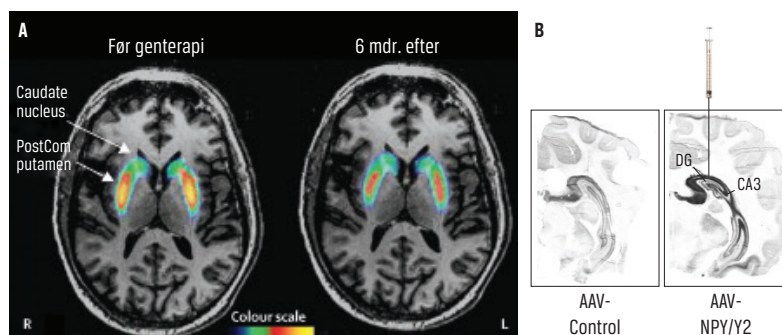 A
Før genterapi
6 mdr. efter
Caudate
nucleus
PostCom
putamen
R
Colour scale
L
B
DG
CA3
AAV-
Control
AAV-
NPY/Y2